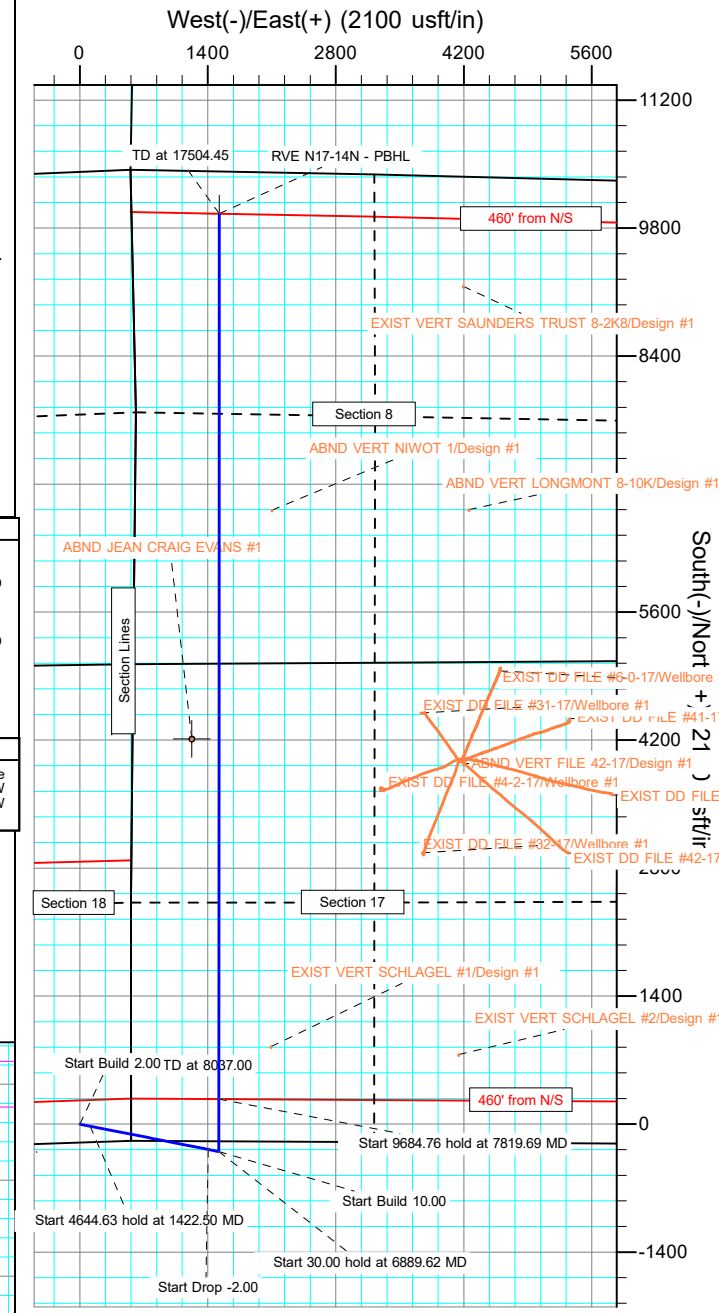 West(-)/East(+) (2100 usft/in)
0 1400 2800 4200 5600
11200
TD at 17504.45 RVE N17-14N - PBHL
460' from N/S
9800
EXIST VERT SAUNDERS TRUST 8-2K8/Design #1
8400
Section 8
ABND VERT NIWOT 1/Design #1
ABND VERT LONGMONT 8-10K/Design #1
ABND JEAN CRAIG EVANS #1
South(-)/Nort
5600
Section Lines
EXIST DD FILE #6-0-17/Wellbore
EXIST DD FILE #31-17/Wellbore #1
EXIST DD FILE #41-17
4200
ABND VERT FILE 42-17/Design #1
EXIST DD FILE #4-2-17/Wellbore #1
EXIST DD FILE
EXIST DD FILE #32-17/Wellbore #1
EXIST DD FILE #42-17
Section 18
Section 17
EXIST VERT SCHLAGEL #1/Design #1
1400
EXIST VERT SCHLAGEL #2/Design #1
Start Build 2.00 TD at 8037.00
460' from N/S
0
Start 9684.76 hold at 7819.69 MD
Start Build 10.00
Start 4644.63 hold at 1422.50 MD
-1400
Start 30.00 hold at 6889.62 MD
Start Drop -2.00